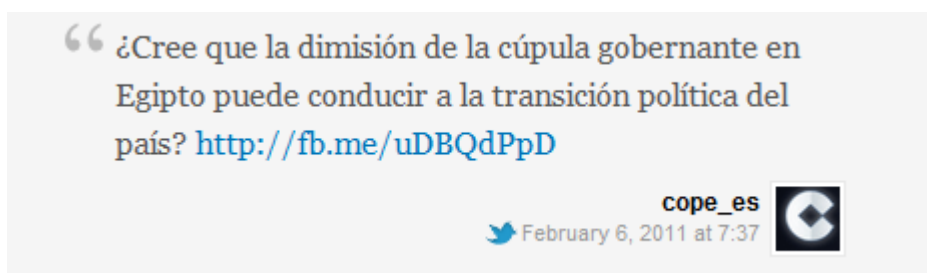 “ ¿Cree que la dimisión de la cúpula gobernante en
Egipto puede conducir a la transición política del
país? http://fb.me/uDBQdPpD
cope_es
February 6, 2011 at 7:37